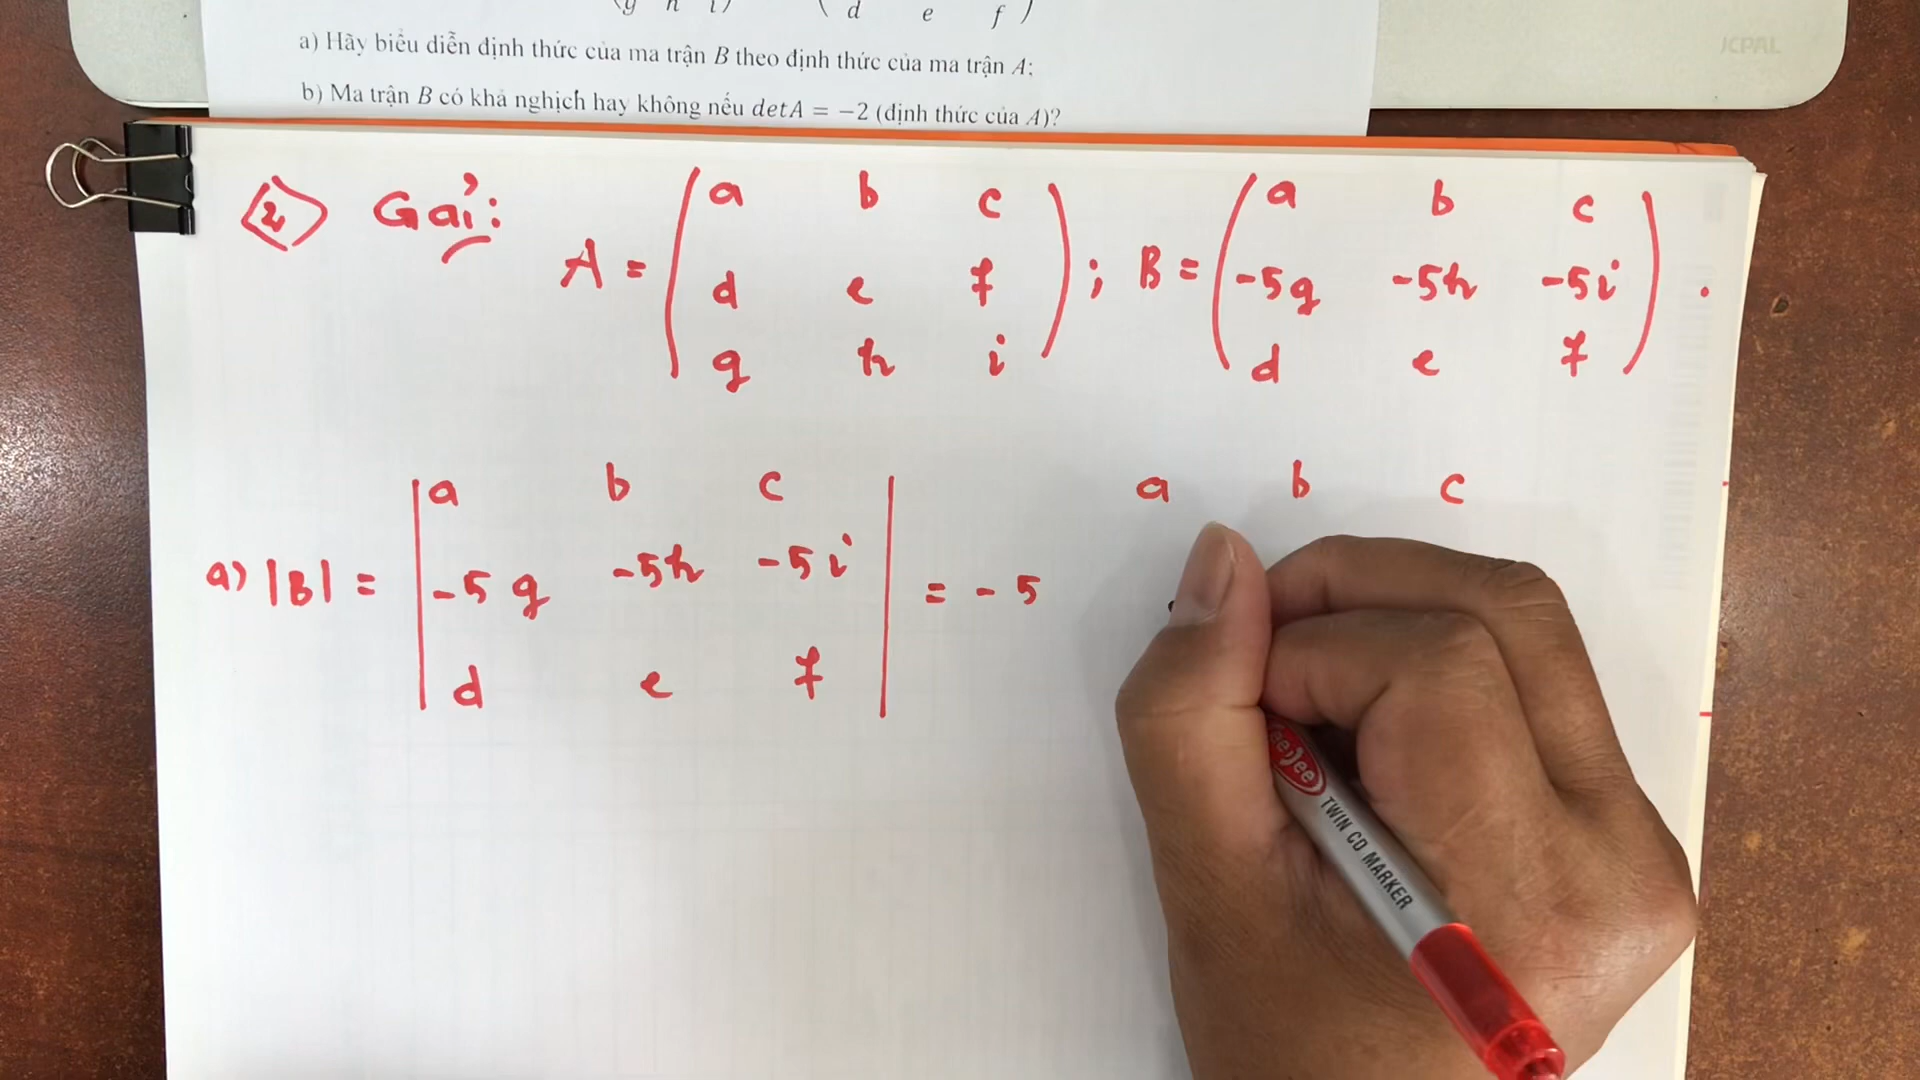 g h i) ( d e f )
a) Hãy biểu diễn định thức của ma trận B theo định thức của ma trận A;
b) Ma trận B có khả nghịch hay không nếu detA = −2 (định thức của A)?
JCPAL
2 Gải: A = ( a b c ; B = ( a b c
d e f -5g -5h -5i .
g h i ) d e f )
a) |B| = | a b c | = -5 a b c
-5g -5h -5i
d e f
TWIN CD MARKER